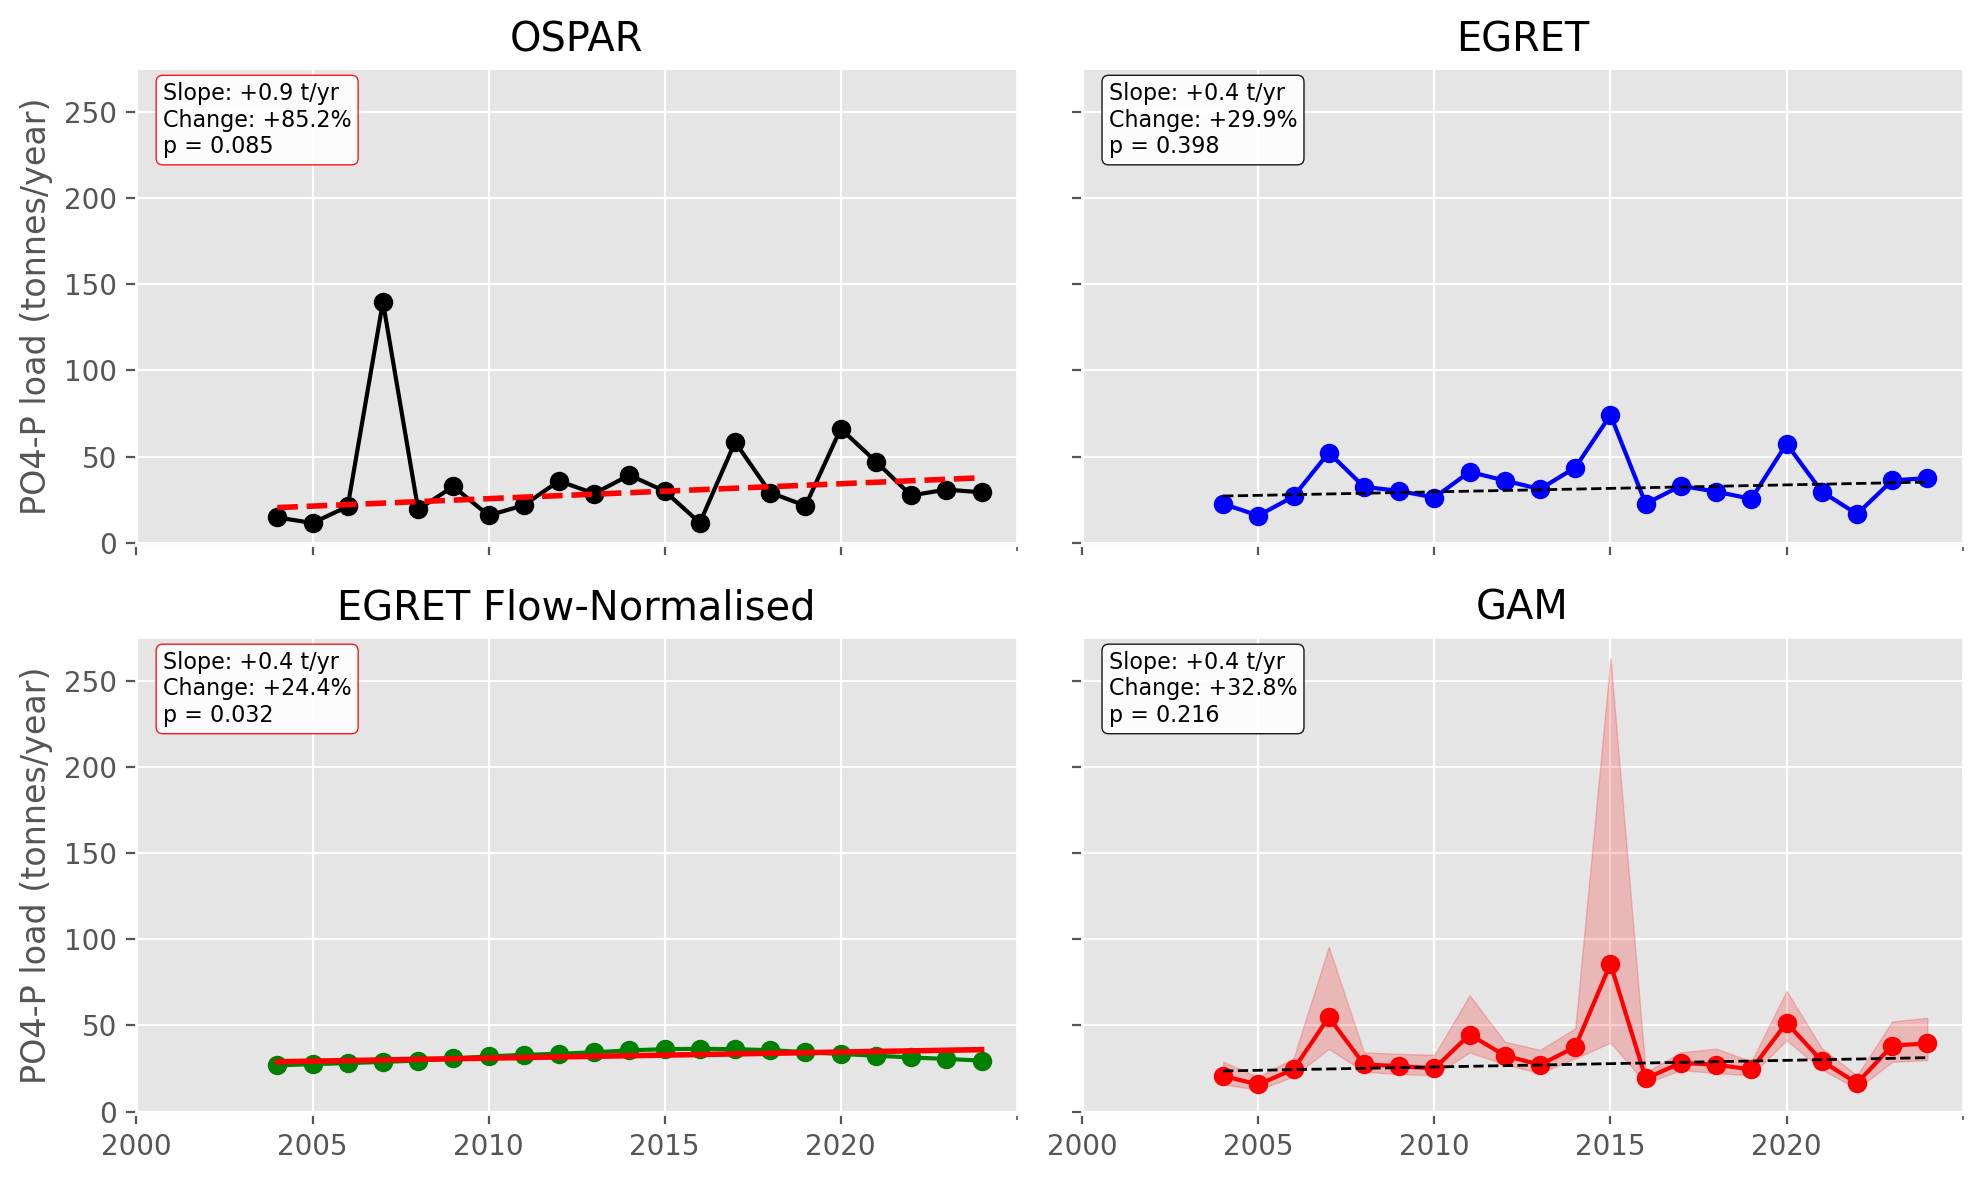 OSPAR
EGRET
Slope: +0.9 t/yr
Change: +85.2%
p = 0.085
Slope: +0.4 t/yr
Change: +29.9%
p = 0.398
PO4-P load (tonnes/year)
250
200
150
100
50
0
EGRET Flow-Normalised
GAM
Slope: +0.4 t/yr
Change: +24.4%
p = 0.032
Slope: +0.4 t/yr
Change: +32.8%
p = 0.216
PO4-P load (tonnes/year)
250
200
150
100
50
0
2000 2005 2010 2015 2020
2000 2005 2010 2015 2020